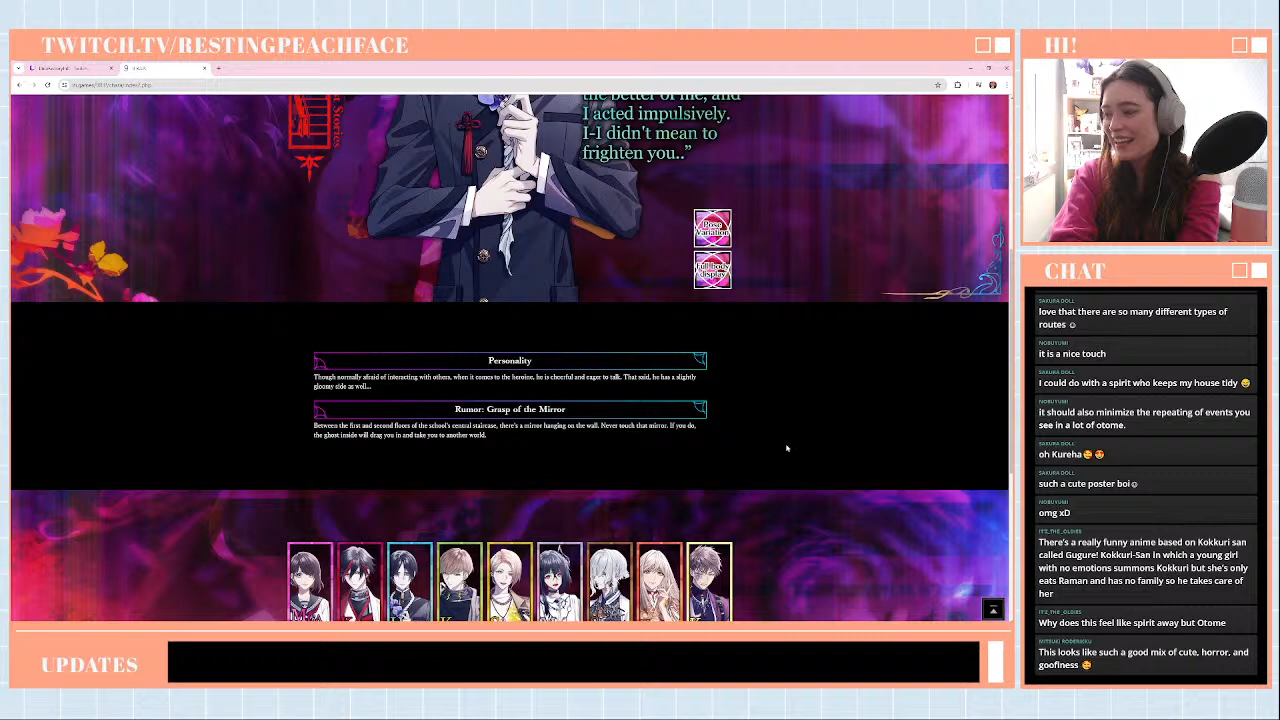 TWITCH.TV/RESTINGPEACHFACE
the better of me, and
I acted impulsively.
I-I didn't mean to
frighten you.."
Stories
Pose
Variation
Full body
display
Personality
Though normally afraid of interacting with others, when it comes to the heroine, he is cheerful and eager to talk. That said, he has a slightly
gloomy side as well...
Rumor: Grasp of the Mirror
Between the first and second floors of the school's central staircase, there's a mirror hanging on the wall. Never touch that mirror. If you do,
the ghost inside will drag you in and take you to another world.
UPDATES
HI!
CHAT
SAKURA DOLL
love that there are so many different types of
routes
NOBUYUMI
it is a nice touch
SAKURA DOLL
I could do with a spirit who keeps my house tidy 😅
NOBUYUMI
it should also minimize the repeating of events you
see in a lot of otome.
SAKURA DOLL
oh Kureha🥰 😍
SAKURA DOLL
such a cute poster boi
NOBUYUMI
omg xD
ITZ_THE_OLDIES
There's a really funny anime based on Kokkuri san
called Gugure! Kokkuri-San in which a young girl
with no emotions summons Kokkuri but she's only
eats Raman and has no family so he takes care of
her
ITZ_THE_OLDIES
Why does this feel like spirit away but Otome
MITSUKI RODERIKKU
This looks like such a good mix of cute, horror, and
goofiness 🥰